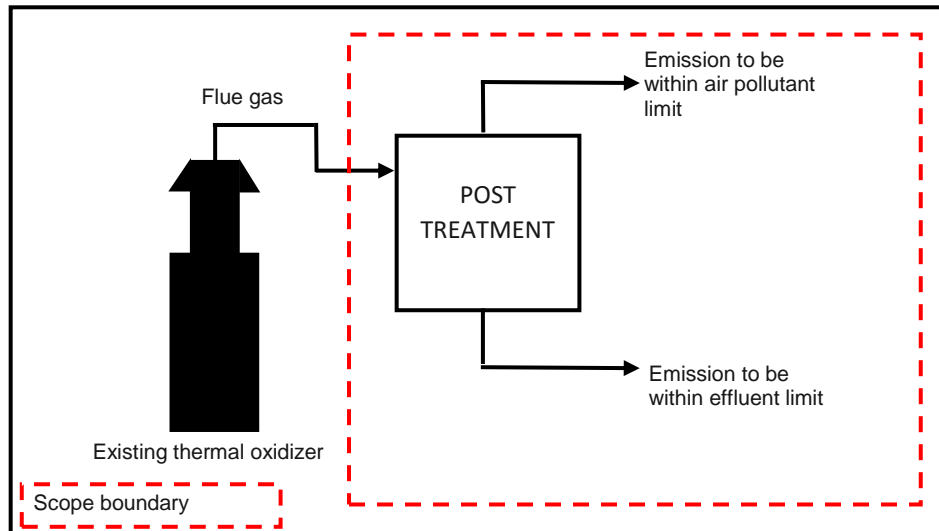 Flue gas
Emission to be
within air pollutant
limit
POST
TREATMENT
Emission to be
within effluent limit
Existing thermal oxidizer
Scope boundary